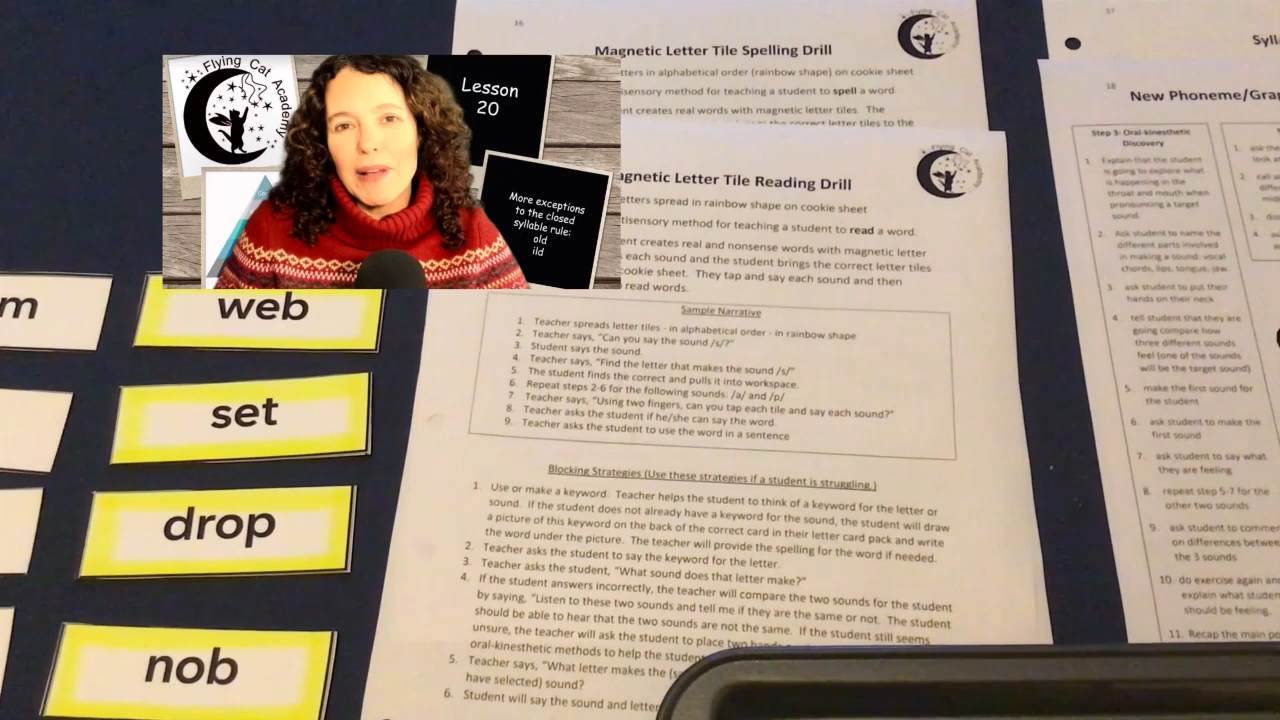 16
Magnetic Letter Tile Spelling Drill
tters in alphabetical order (rainbow shape) on cookie sheet
isensory method for teaching a student to spell a word.
nt creates real words with magnetic letter tiles. The
the correct letter tiles to the
Flying Cat Academy
Lesson
20
More exceptions
to the closed
syllable rule:
old
ild
agnetic Letter Tile Reading Drill
etters spread in rainbow shape on cookie sheet
tisensory method for teaching a student to read a word.
ent creates real and nonsense words with magnetic letter
s each sound and the student brings the correct letter tiles
cookie sheet. They tap and say each sound and then
read words.
Sample Narrative
1. Teacher spreads letter tiles - in alphabetical order - in rainbow shape
2. Teacher says, "Can you say the sound /s/?"
3. Student says the sound.
4. Teacher says, "Find the letter that makes the sound /s/"
5. The student finds the correct and pulls it into workspace.
6. Repeat steps 2-6 for the following sounds: /a/ and /p/
7. Teacher says, "Using two fingers, can you tap each tile and say each sound?"
8. Teacher asks the student if he/she can say the word.
9. Teacher asks the student to use the word in a sentence
Blocking Strategies (Use these strategies if a student is struggling.)
1. Use or make a keyword. Teacher helps the student to think of a keyword for the letter or
sound. If the student does not already have a keyword for the sound, the student will draw
a picture of this keyword on the back of the correct card in their letter card pack and write
the word under the picture. The teacher will provide the spelling for the word if needed.
2. Teacher asks the student to say the keyword for the letter.
3. Teacher asks the student, "What sound does that letter make?"
4. If the student answers incorrectly, the teacher will compare the two sounds for the student
by saying, "Listen to these two sounds and tell me if they are the same or not. The student
should be able to hear that the two sounds are not the same. If the student still seems
unsure, the teacher will ask the student to place two hands
oral-kinesthetic methods to help the student
5. Teacher says, "What letter makes the (s
have selected) sound?
6. Student will say the sound and letter
m
web
set
drop
nob
57
Sylla
18
New Phoneme/Grap
Step 3: Oral-kinesthetic
Discovery
1. Explain that the student
is going to explore what
is happening in the
throat and mouth when
pronouncing a target
sound.
2. Ask student to name the
different parts involved
in making a sound: vocal
chords, lips, tongue, jaw.
3. ask student to put their
hands on their neck
4. tell student that they are
going compare how
three different sounds
feel (one of the sounds
will be the target sound)
5. make the first sound for
the student
6. ask student to make the
first sound
7. ask student to say what
they are feeling
8. repeat step 5-7 for the
other two sounds
9. ask student to commen
on differences betwee
the 3 sounds
10. do exercise again an
explain what studen
should be feeling.
11. Recap the main po